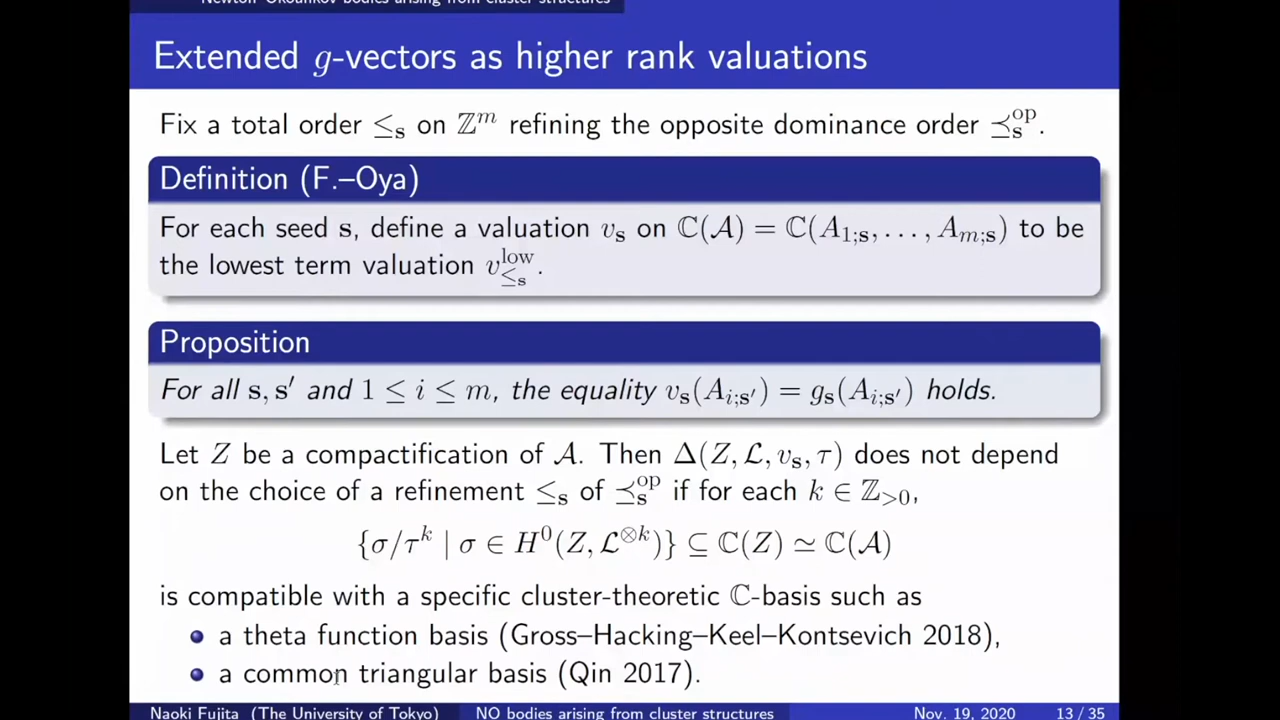 Newton–Okounkov bodies arising from cluster structures
Extended g-vectors as higher rank valuations
Fix a total order ≤_s on ℤ^m refining the opposite dominance order ⪯_s^op.
Definition (F.–Oya)
For each seed s, define a valuation v_s on ℂ(𝒜) = ℂ(A_{1;s}, …, A_{m;s}) to be
the lowest term valuation v_{≤_s}^{low}.
Proposition
For all s, s′ and 1 ≤ i ≤ m, the equality v_s(A_{i;s′}) = g_s(A_{i;s′}) holds.
Let Z be a compactification of 𝒜. Then Δ(Z, ℒ, v_s, τ) does not depend
on the choice of a refinement ≤_s of ⪯_s^op if for each k ∈ ℤ_{>0},
{σ/τ^k | σ ∈ H^0(Z, ℒ^{⊗k})} ⊆ ℂ(Z) ≃ ℂ(𝒜)
is compatible with a specific cluster-theoretic ℂ-basis such as
a theta function basis (Gross–Hacking–Keel–Kontsevich 2018),
a common triangular basis (Qin 2017).
Naoki Fujita (The University of Tokyo) NO bodies arising from cluster structures Nov. 19, 2020 13 / 35